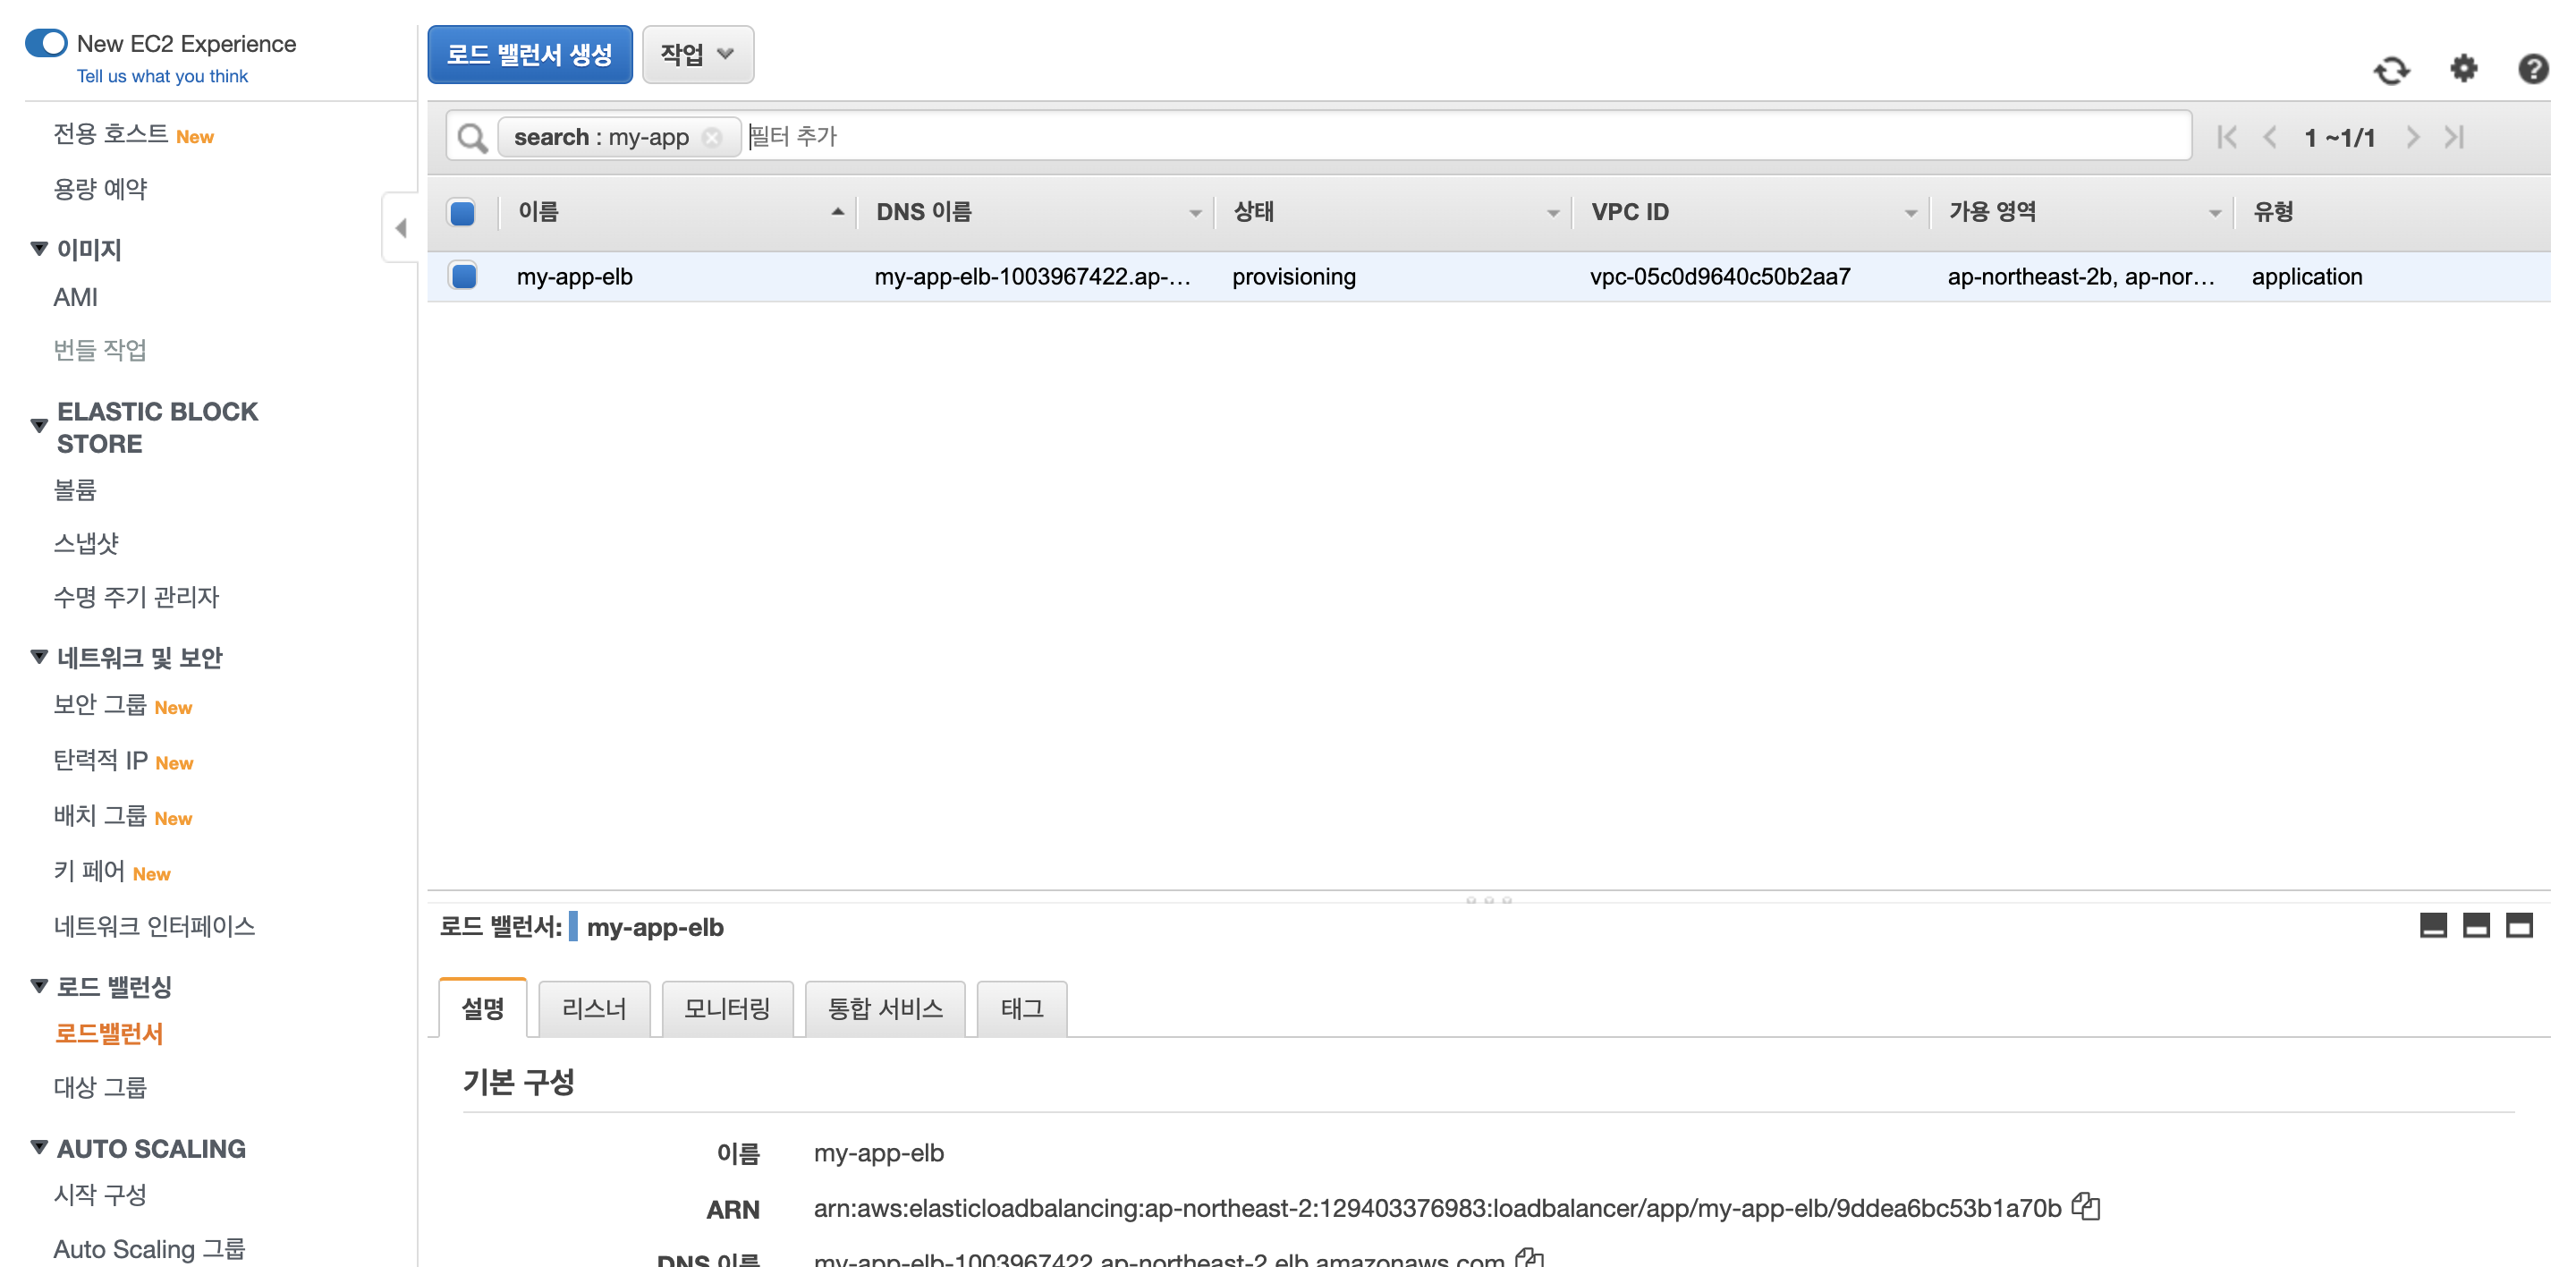 New EC2 Experience
Tell us what you think
전용 호스트 New
용량 예약
이미지
AMI
번들 작업
ELASTIC BLOCK
STORE
볼륨
스냅샷
수명 주기 관리자
네트워크 및 보안
보안 그룹 New
탄력적 IP New
배치 그룹 New
키 페어 New
네트워크 인터페이스
로드 밸런싱
로드밸런서
대상 그룹
AUTO SCALING
시작 구성
Auto Scaling 그룹
로드 밸런서 생성 작업
search : my-app 필터 추가 1 ~1/1
이름 DNS 이름 상태 VPC ID 가용 영역 유형
my-app-elb my-app-elb-1003967422.ap-... provisioning vpc-05c0d9640c50b2aa7 ap-northeast-2b, ap-nor... application
로드 밸런서: my-app-elb
설명 리스너 모니터링 통합 서비스 태그
기본 구성
이름 my-app-elb
ARN arn:aws:elasticloadbalancing:ap-northeast-2:129403376983:loadbalancer/app/my-app-elb/9ddea6bc53b1a70b
DNS 이름 my-app-elb-1003967422.ap-northeast-2.elb.amazonaws.com